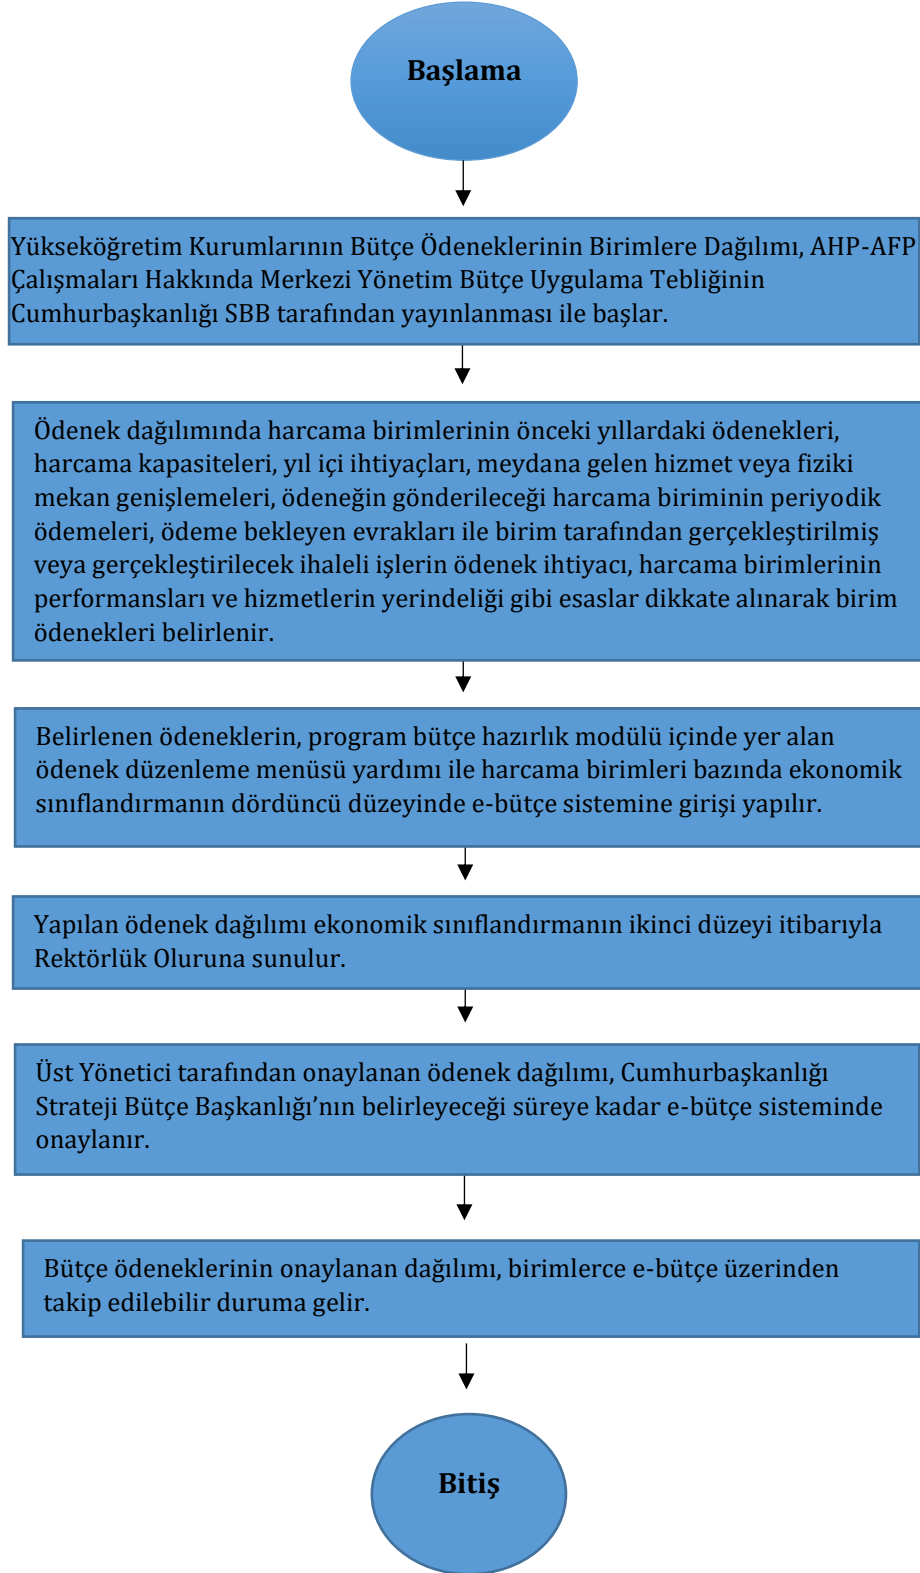 Başlama
Yükseköğretim Kurumlarının Bütçe Ödeneklerinin Birimlere Dağılımı, AHP-AFP
Çalışmaları Hakkında Merkezi Yönetim Bütçe Uygulama Tebliğinin
Cumhurbaşkanlığı SBB tarafından yayınlanması ile başlar.
Ödenek dağılımında harcama birimlerinin önceki yıllardaki ödenekleri,
harcama kapasiteleri, yıl içi ihtiyaçları, meydana gelen hizmet veya fiziki
mekan genişlemeleri, ödeneğin gönderileceği harcama biriminin periyodik
ödemeleri, ödeme bekleyen evrakları ile birim tarafından gerçekleştirilmiş
veya gerçekleştirilecek ihaleli işlerin ödenek ihtiyacı, harcama birimlerinin
performansları ve hizmetlerin yerindeliği gibi esaslar dikkate alınarak birim
ödenekleri belirlenir.
Belirlenen ödeneklerin, program bütçe hazırlık modülü içinde yer alan
ödenek düzenleme menüsü yardımı ile harcama birimleri bazında ekonomik
sınıflandırmanın dördüncü düzeyinde e-bütçe sistemine girişi yapılır.
Yapılan ödenek dağılımı ekonomik sınıflandırmanın ikinci düzeyi itibarıyla
Rektörlük Oluruna sunulur.
Üst Yönetici tarafından onaylanan ödenek dağılımı, Cumhurbaşkanlığı
Strateji Bütçe Başkanlığı’nın belirleyeceği süreye kadar e-bütçe sisteminde
onaylanır.
Bütçe ödeneklerinin onaylanan dağılımı, birimlerce e-bütçe üzerinden
takip edilebilir duruma gelir.
Bitiş